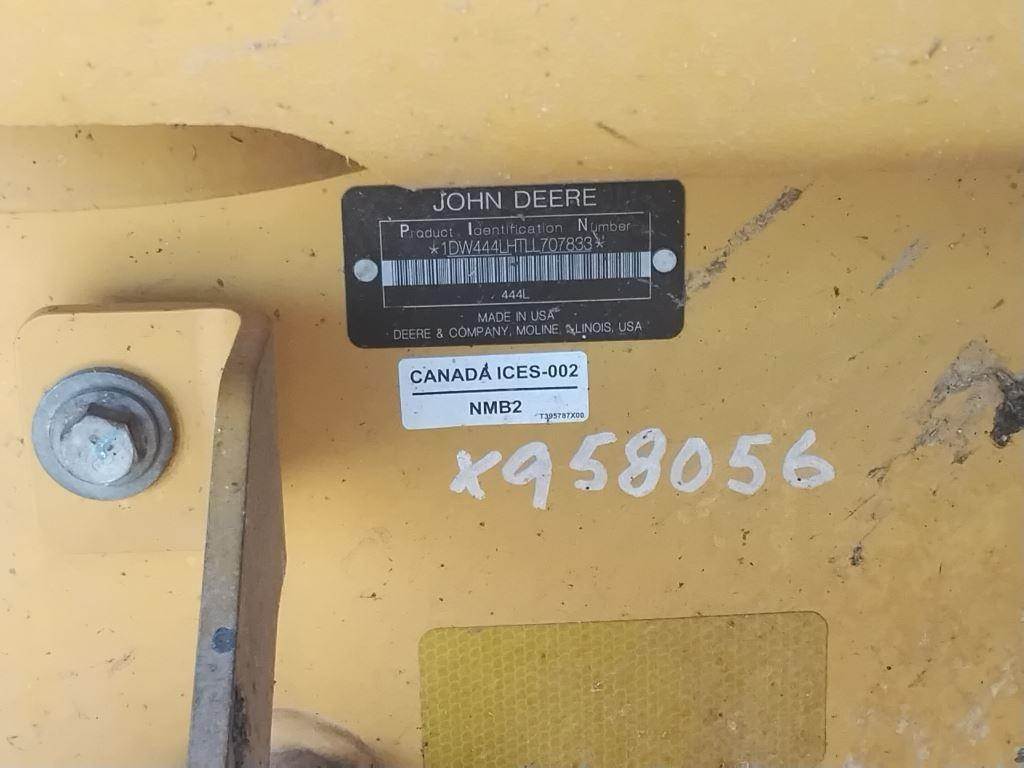 JOHN DEERE
Product Identification Number
*1DW444LHTLL707833*
444L
MADE IN USA
DEERE & COMPANY, MOLINE, ILLINOIS, USA
CANADA ICES-002
NMB2
T395787X00
X958056